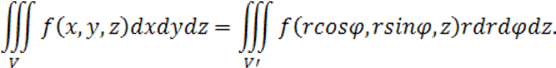 ∭_V f(x, y, z)dxdydz = ∭_{V′} f(rcosφ,rsinφ, z)rdrdφdz.